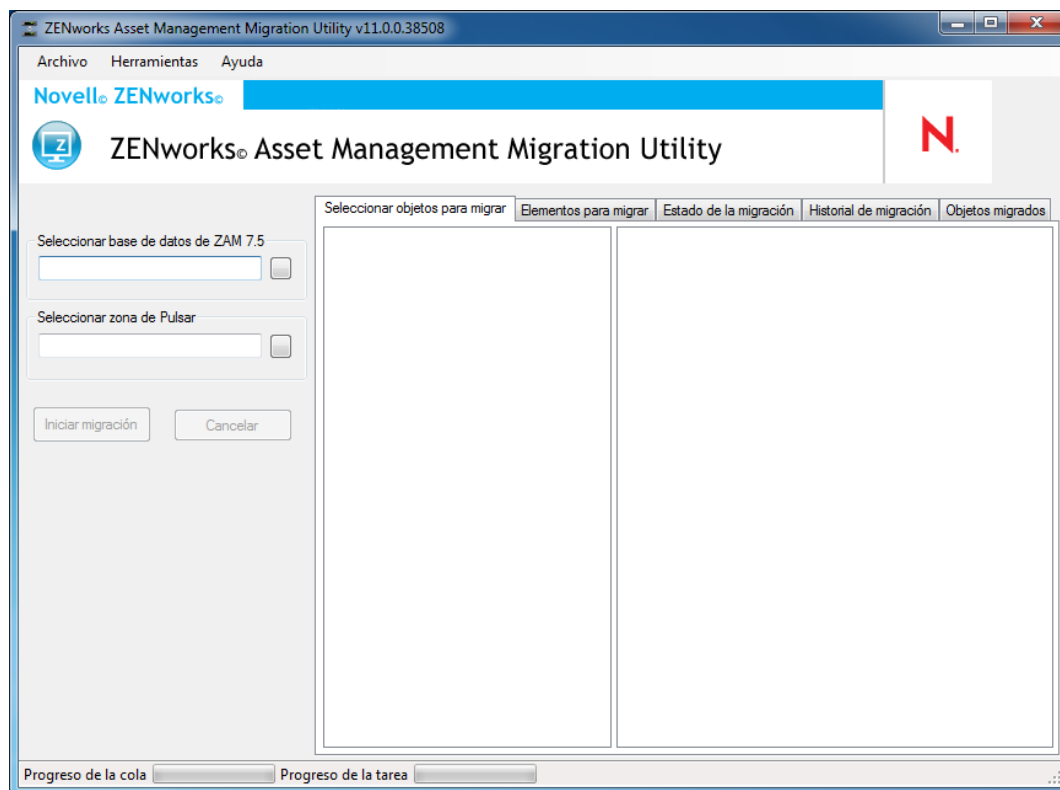 ZENworks Asset Management Migration Utility v11.0.0.38508
Archivo Herramientas Ayuda
Novell© ZENworks©
Z
ZENworks© Asset Management Migration Utility
N.
Seleccionar objetos para migrar Elementos para migrar Estado de la migración Historial de migración Objetos migrados
Seleccionar base de datos de ZAM 7.5
Seleccionar zona de Pulsar
Iniciar migración Cancelar
Progreso de la cola Progreso de la tarea